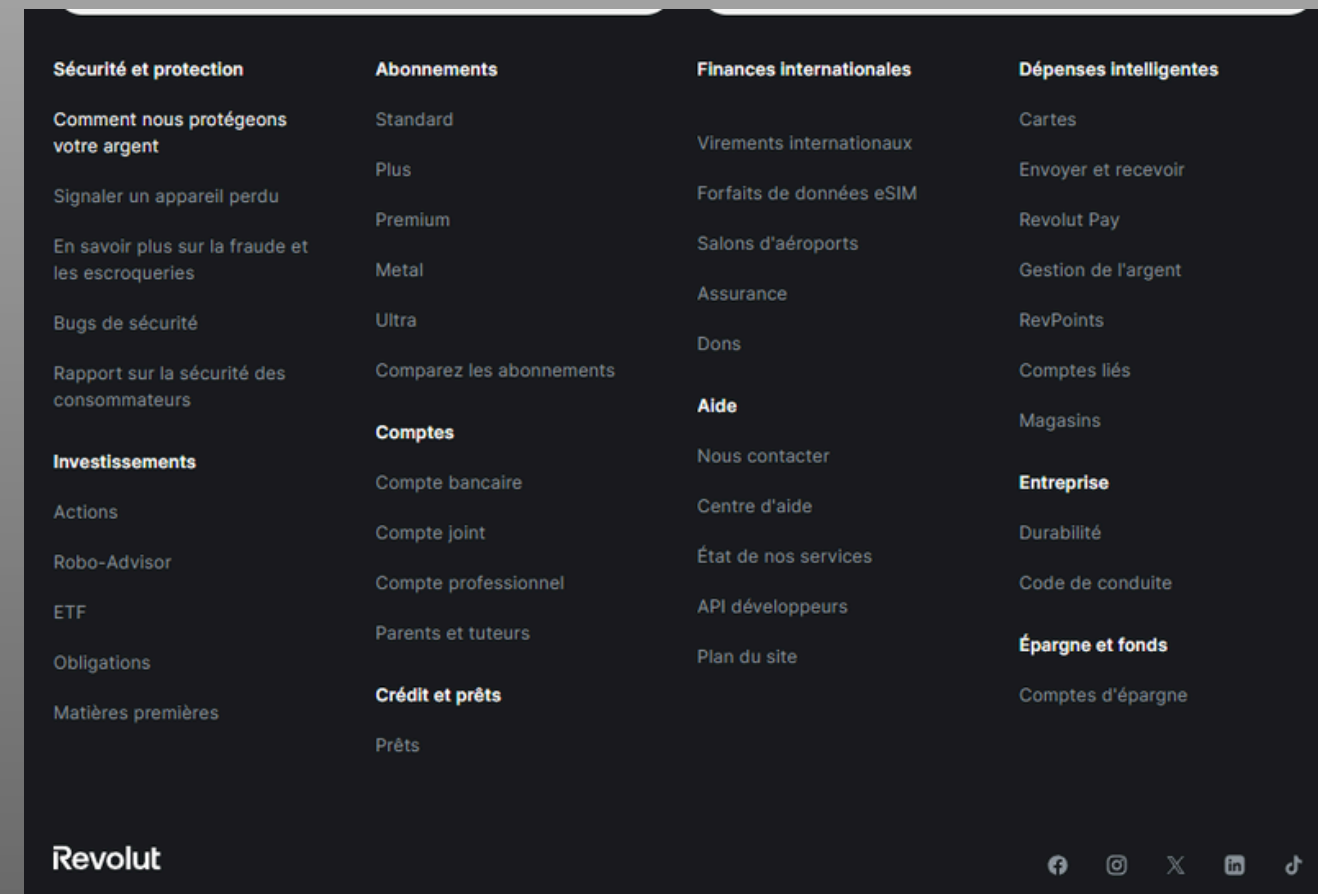 Sécurité et protection
Comment nous protégeons
votre argent
Signaler un appareil perdu
En savoir plus sur la fraude et
les escroqueries
Bugs de sécurité
Rapport sur la sécurité des
consommateurs
Investissements
Actions
Robo-Advisor
ETF
Obligations
Matières premières
Abonnements
Standard
Plus
Premium
Metal
Ultra
Comparez les abonnements
Comptes
Compte bancaire
Compte joint
Compte professionnel
Parents et tuteurs
Crédit et prêts
Prêts
Finances internationales
Virements internationaux
Forfaits de données eSIM
Salons d'aéroports
Assurance
Dons
Aide
Nous contacter
Centre d'aide
État de nos services
API développeurs
Plan du site
Dépenses intelligentes
Cartes
Envoyer et recevoir
Revolut Pay
Gestion de l'argent
RevPoints
Comptes liés
Magasins
Entreprise
Durabilité
Code de conduite
Épargne et fonds
Comptes d'épargne
Revolut